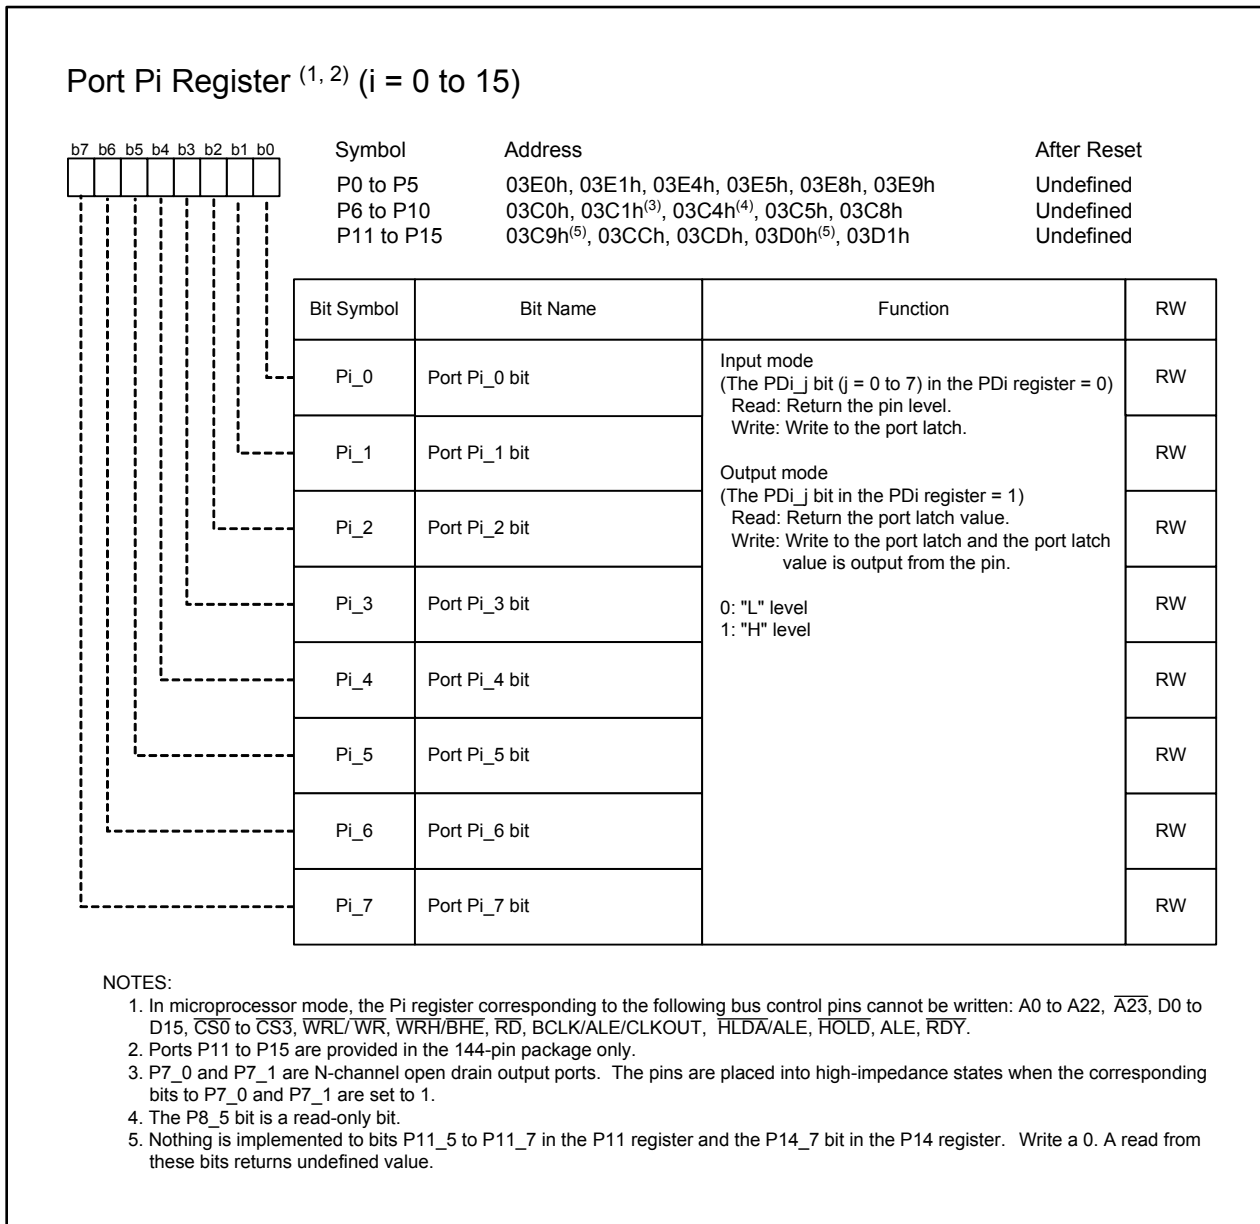 Port Pi Register (1, 2) (i = 0 to 15)
b7 b6 b5 b4 b3 b2 b1 b0
Symbol Address After Reset
P0 to P5 03E0h, 03E1h, 03E4h, 03E5h, 03E8h, 03E9h Undefined
P6 to P10 03C0h, 03C1h(3), 03C4h(4), 03C5h, 03C8h Undefined
P11 to P15 03C9h(5), 03CCh, 03CDh, 03D0h(5), 03D1h Undefined
Bit Symbol Bit Name Function RW
Pi_0 Port Pi_0 bit RW
Pi_1 Port Pi_1 bit RW
Pi_2 Port Pi_2 bit RW
Pi_3 Port Pi_3 bit RW
Pi_4 Port Pi_4 bit RW
Pi_5 Port Pi_5 bit RW
Pi_6 Port Pi_6 bit RW
Pi_7 Port Pi_7 bit RW
Input mode
(The PDi_j bit (j = 0 to 7) in the PDi register = 0)
Read: Return the pin level.
Write: Write to the port latch.
Output mode
(The PDi_j bit in the PDi register = 1)
Read: Return the port latch value.
Write: Write to the port latch and the port latch
value is output from the pin.
0: "L" level
1: "H" level
NOTES:
1. In microprocessor mode, the Pi register corresponding to the following bus control pins cannot be written: A0 to A22, A̅2̅3̅, D0 to
D15, C̅S̅0̅ to C̅S̅3̅, W̅R̅L̅/ W̅R̅, W̅R̅H̅/B̅H̅E̅, R̅D̅, BCLK/ALE/CLKOUT, H̅L̅D̅A̅/ALE, H̅O̅L̅D̅, ALE, R̅D̅Y̅.
2. Ports P11 to P15 are provided in the 144-pin package only.
3. P7_0 and P7_1 are N-channel open drain output ports. The pins are placed into high-impedance states when the corresponding
bits to P7_0 and P7_1 are set to 1.
4. The P8_5 bit is a read-only bit.
5. Nothing is implemented to bits P11_5 to P11_7 in the P11 register and the P14_7 bit in the P14 register. Write a 0. A read from
these bits returns undefined value.